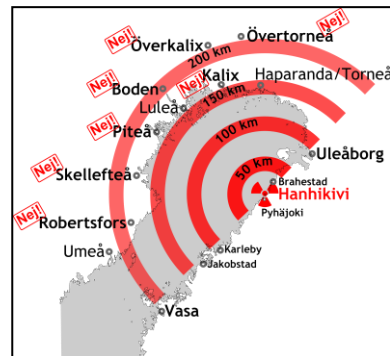 Nej!
Övertorneå
Nej!
Överkalix
200 km
Nej!
Kalix
Haparanda/Torneå
Nej!
Boden
150 km
Luleå
Nej!
Piteå
100 km
Uleåborg
50 km
Nej!
Skellefteå
Brahestad
Hanhikivi
Pyhäjoki
Nej!
Robertsfors
Umeå
Karleby
Jakobstad
Vasa